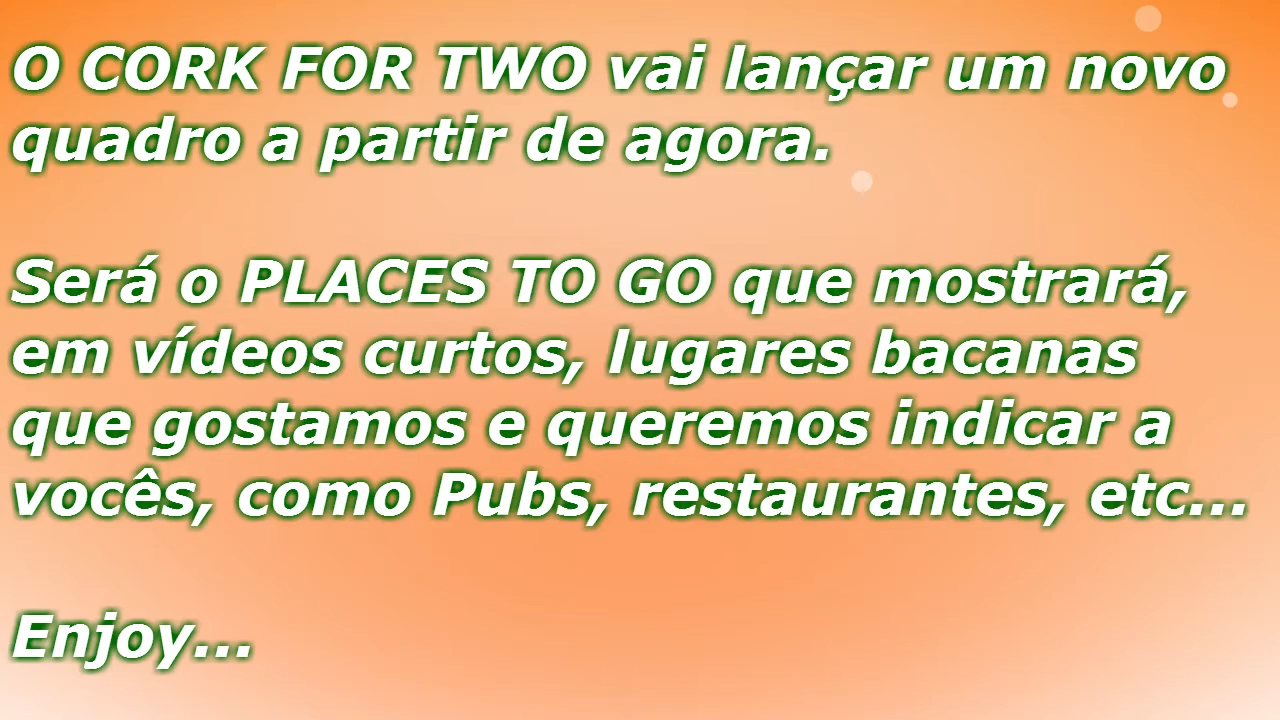 O CORK FOR TWO vai lançar um novo
quadro a partir de agora.
Será o PLACES TO GO que mostrará,
em vídeos curtos, lugares bacanas
que gostamos e queremos indicar a
vocês, como Pubs, restaurantes, etc...
Enjoy...